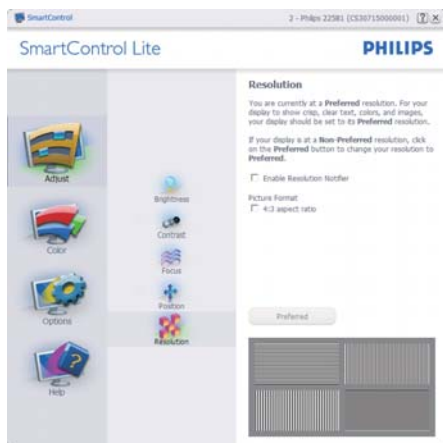 SmartControl
2 - Philips 225B1 (CS30715000001)
SmartControl Lite
PHILIPS
Adjust
Color
Options
Help
Brightness
Contrast
Focus
Position
Resolution
Resolution
You are currently at a Preferred resolution. For your
display to show crisp, clear text, colors, and images,
your display should be set to its Preferred resolution.
If your display is at a Non-Preferred resolution, click
on the Preferred button to change your resolution to
Preferred.
Enable Resolution Notifier
Picture Format
4:3 aspect ratio
Preferred